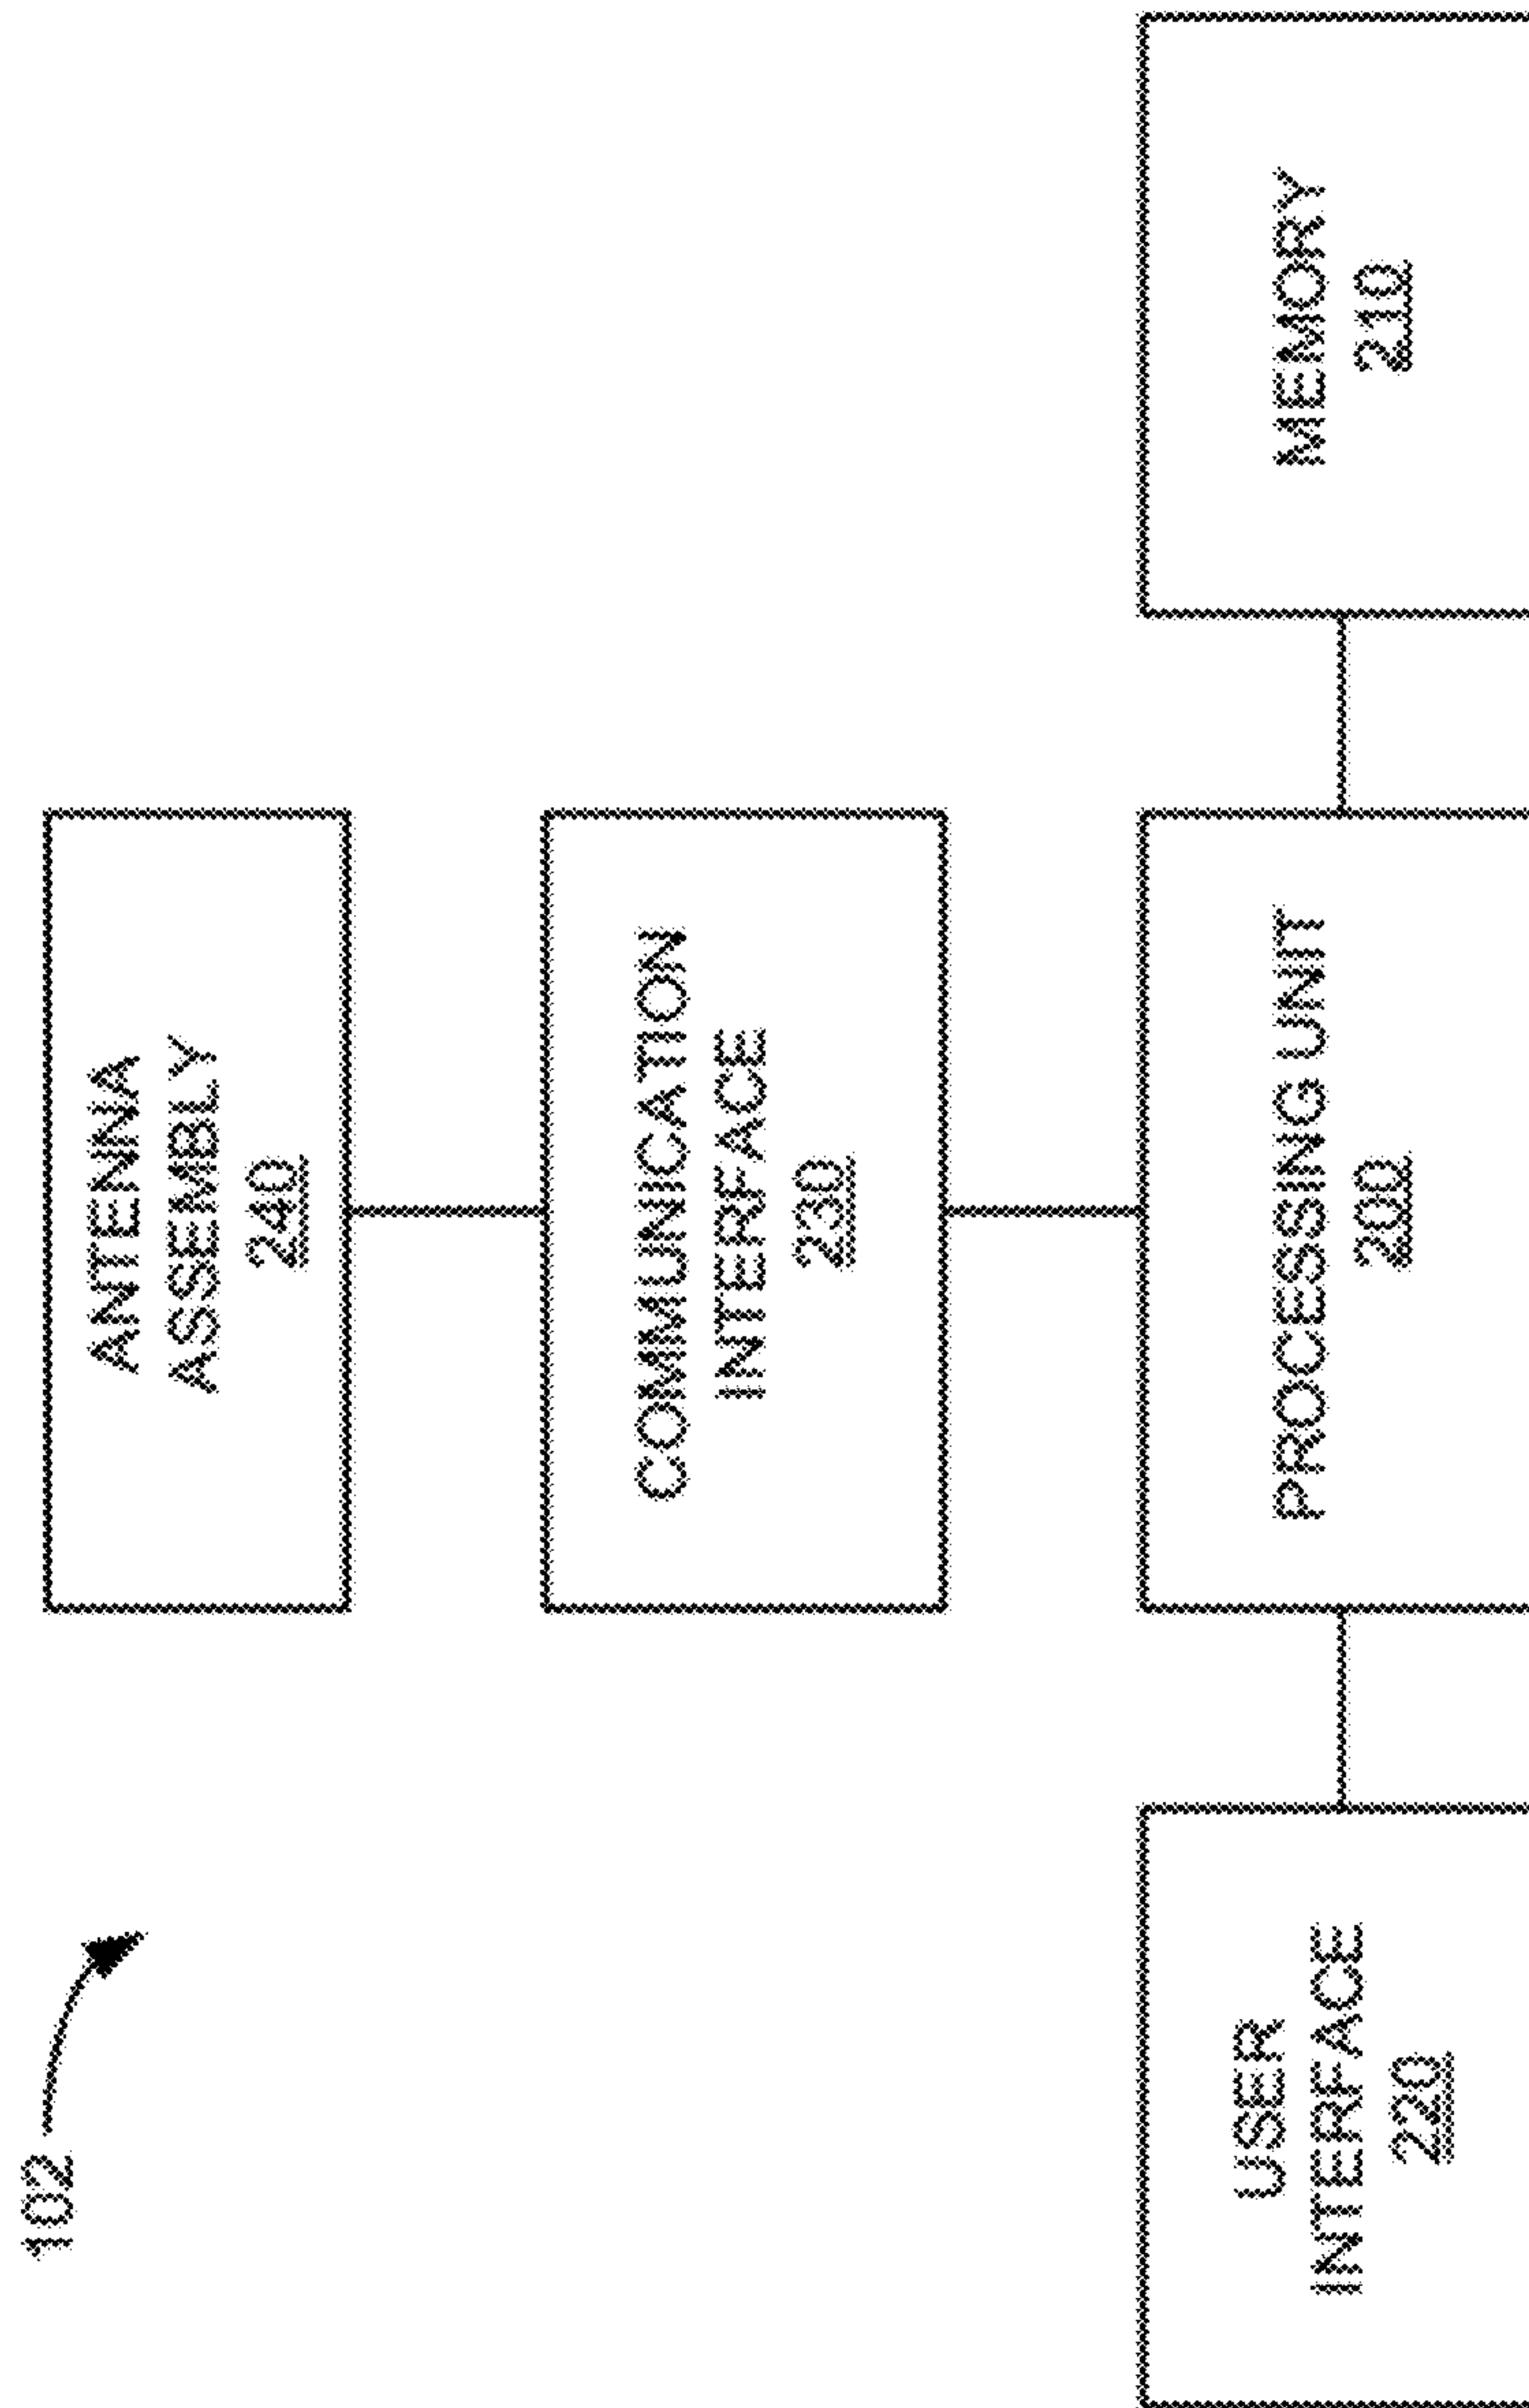 102
ANTENNA
ASSEMBLY
240
COMMUNICATION
INTERFACE
230
USER
INTERFACE
220
PROCESSING UNIT
200
MEMORY
210